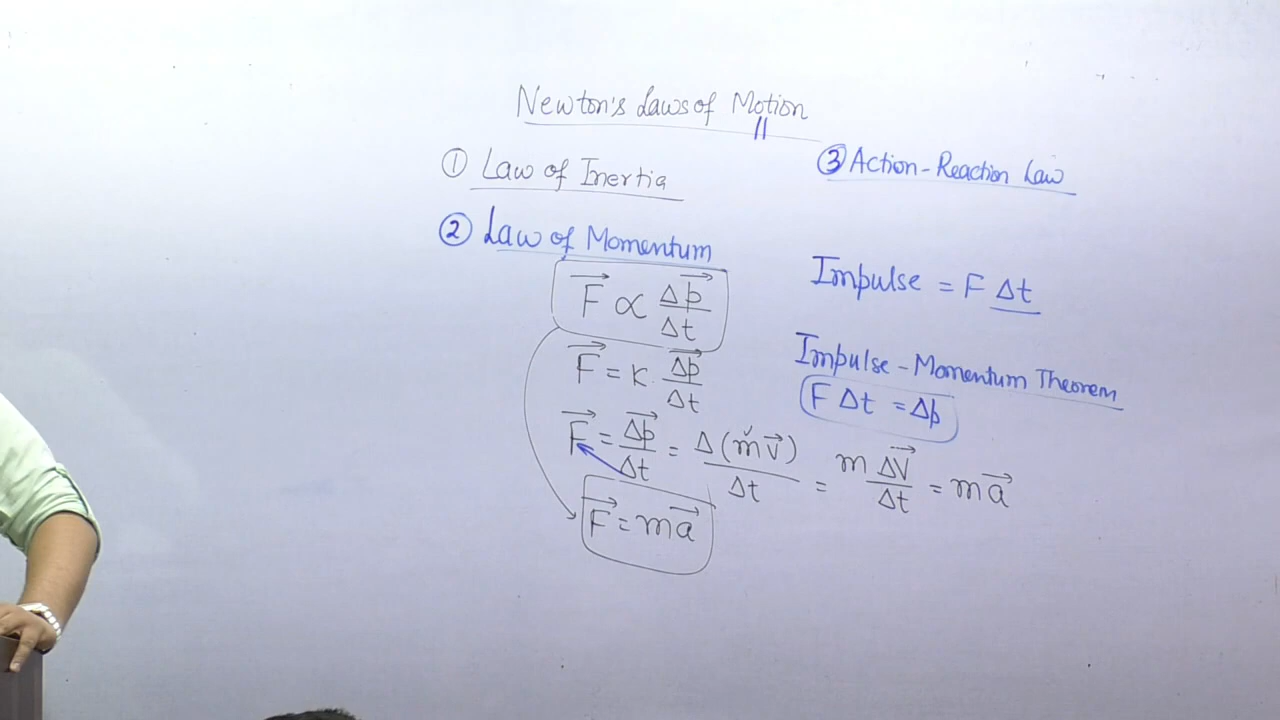 Newton's Laws of Motion
① Law of Inertia
② Law of Momentum
F⃗ ∝ Δp⃗/Δt
F⃗ = K. Δp⃗/Δt
F⃗ = Δp⃗/Δt = Δ(mv⃗)/Δt = m ΔV⃗/Δt = ma⃗
F⃗ = ma⃗
③ Action-Reaction Law
Impulse = F Δt
Impulse-Momentum Theorem
F Δt = Δp